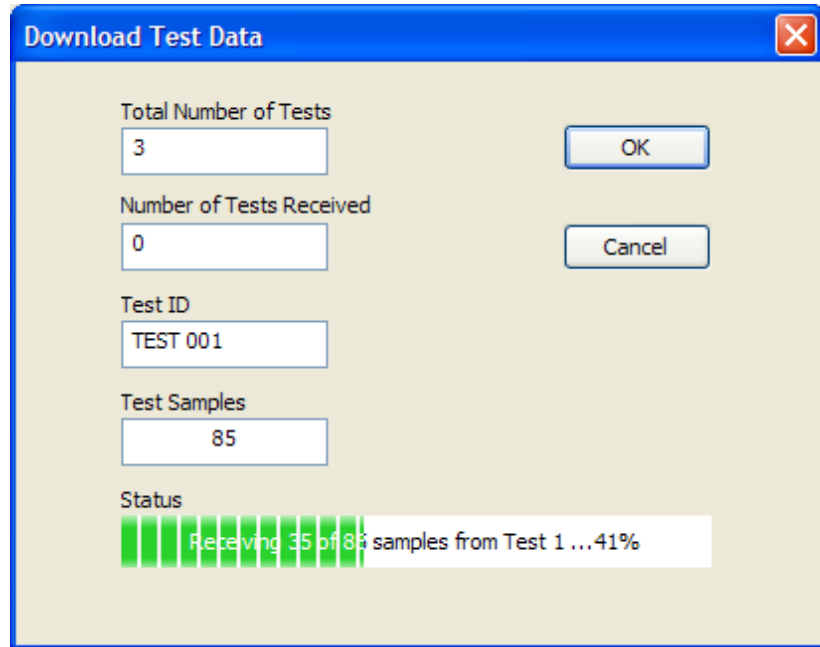 Download Test Data
Total Number of Tests
3
OK
Number of Tests Received
0
Cancel
Test ID
TEST 001
Test Samples
85
Status
Receiving 35 of 85 samples from Test 1 ...41%